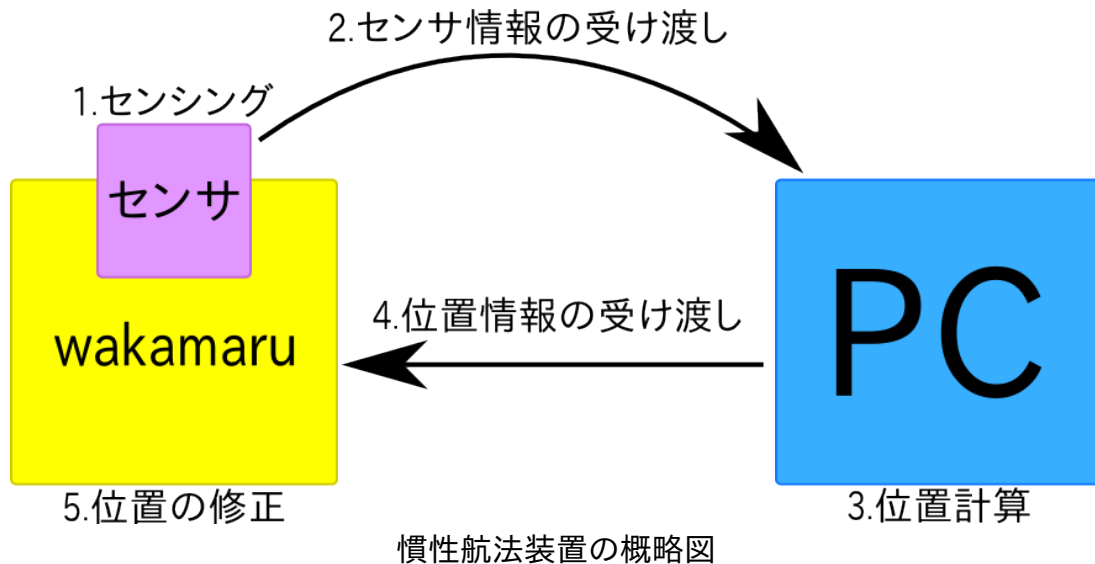 2.センサ情報の受け渡し
1.センシング
センサ
wakamaru
4.位置情報の受け渡し
PC
5.位置の修正
3.位置計算
慣性航法装置の概略図